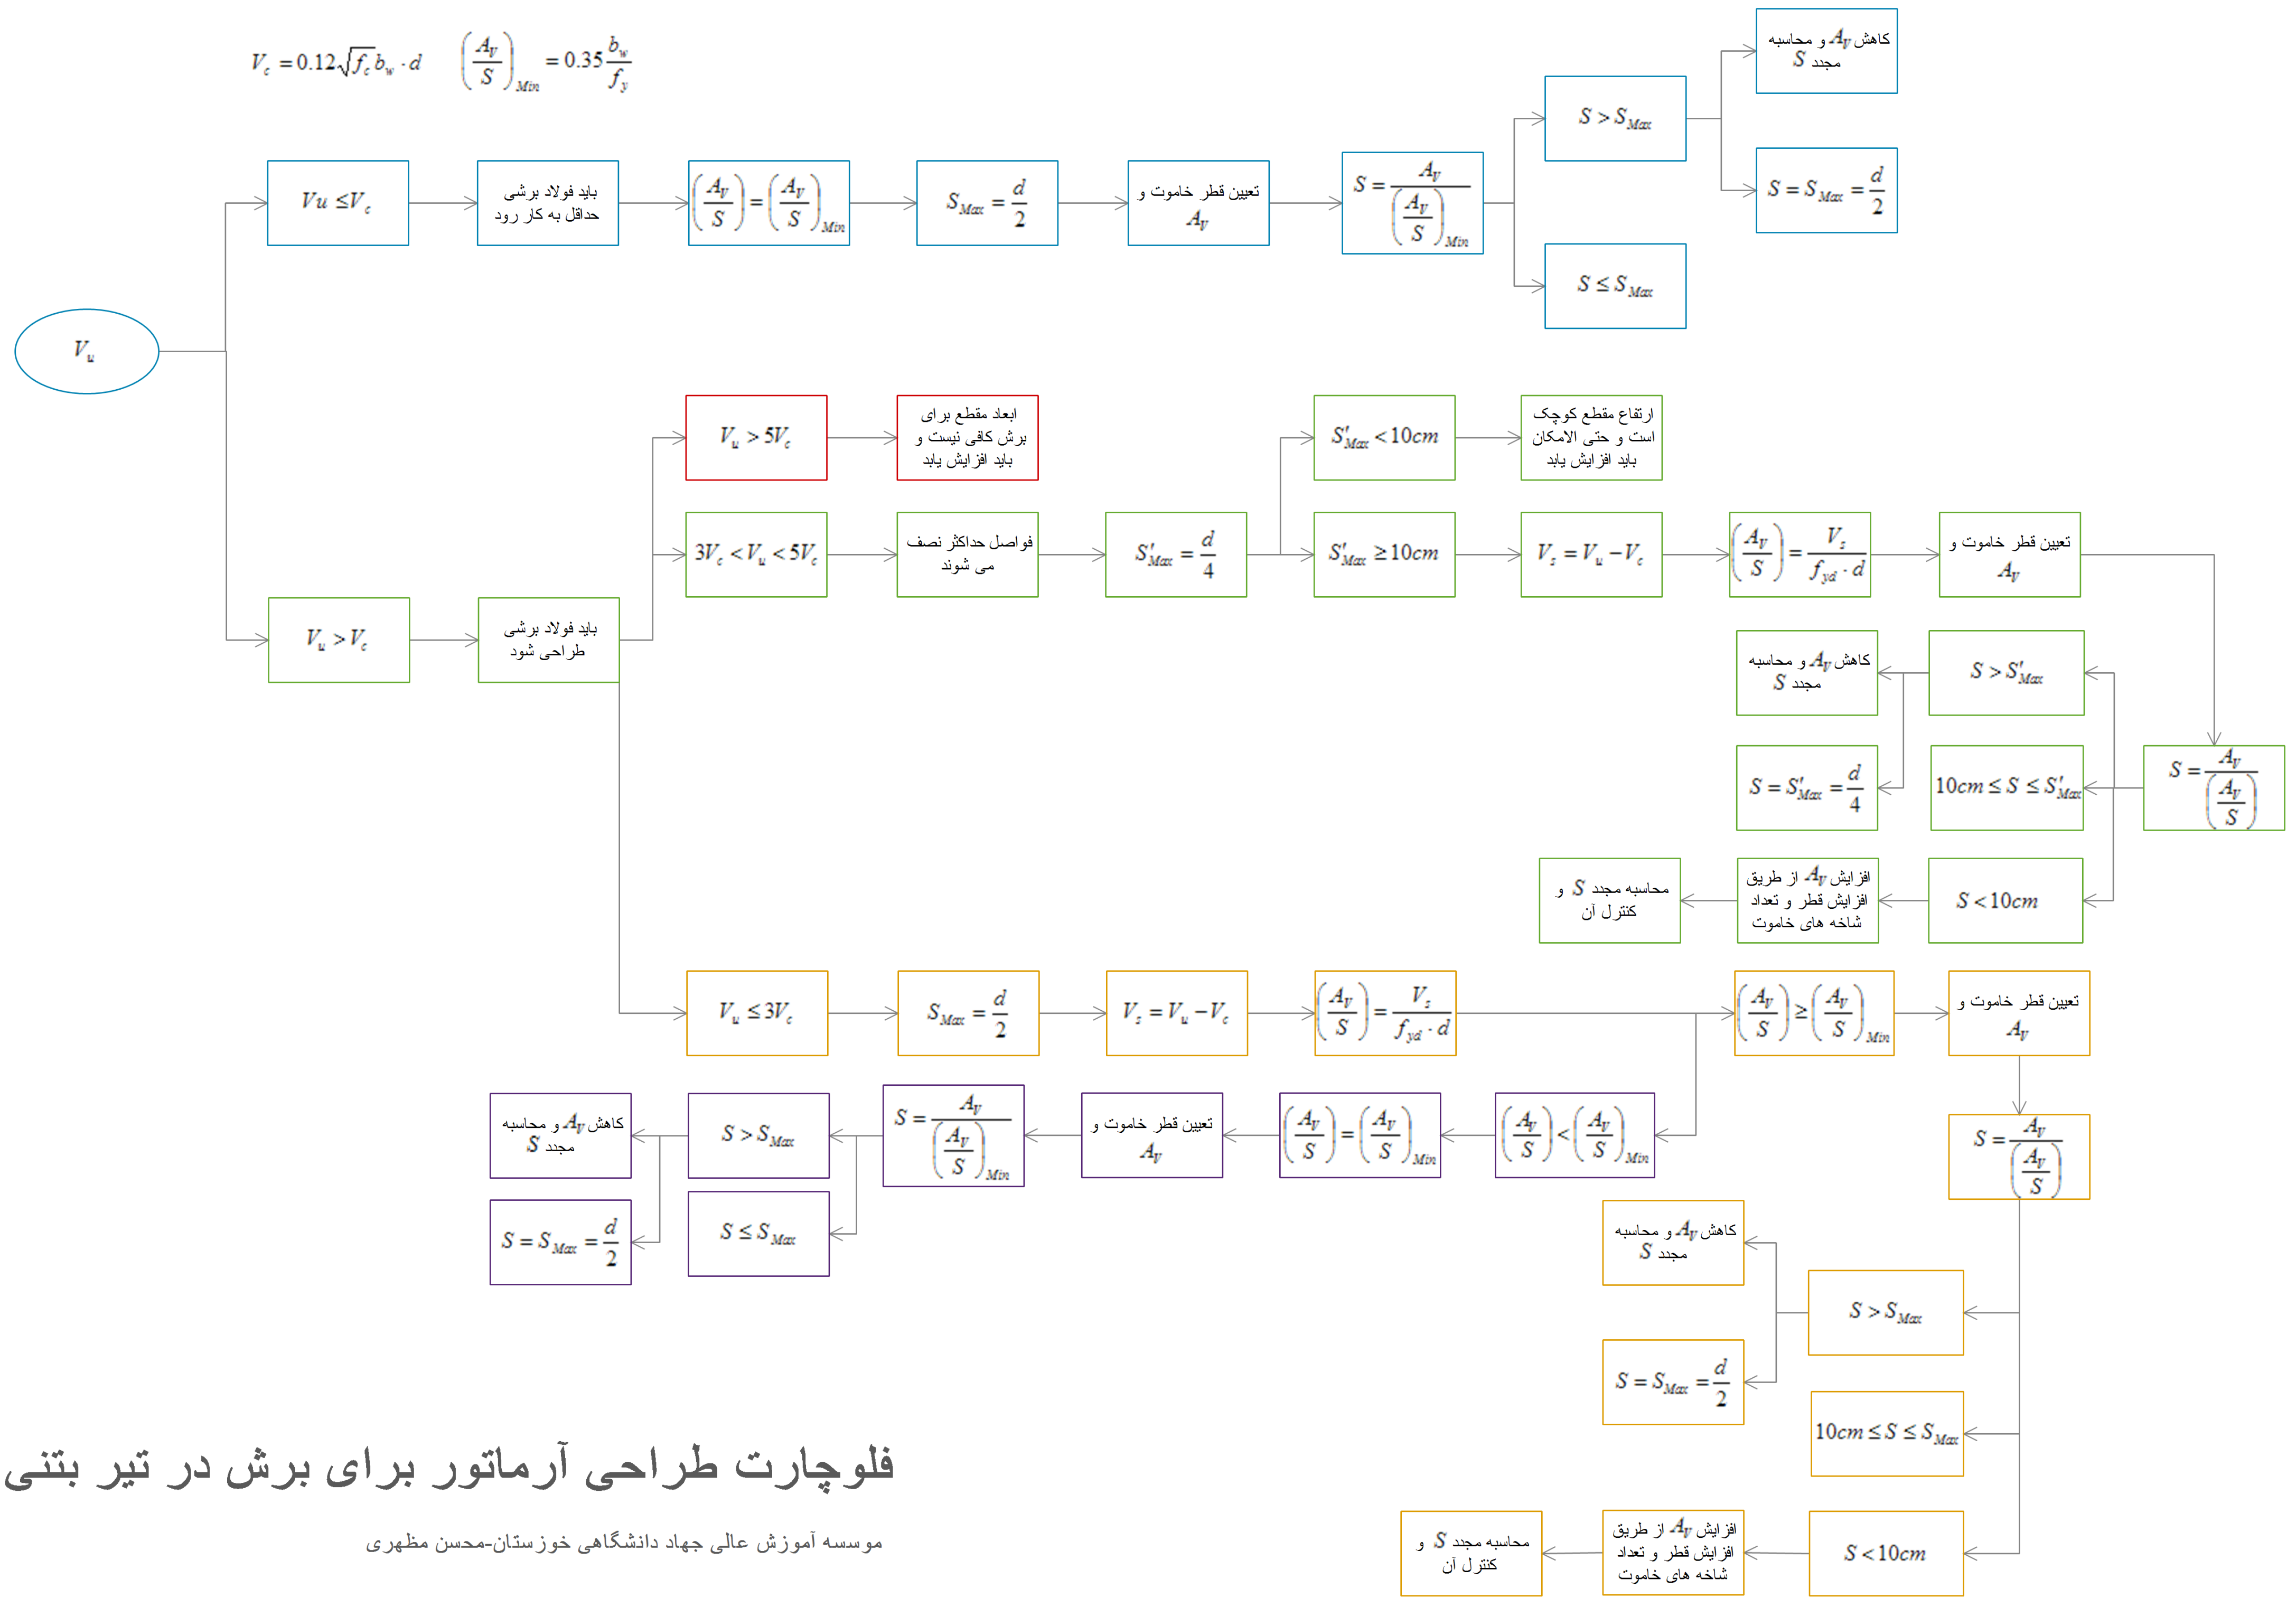 V_c = 0.12√f_c b_w · d
(A_V/S)_Min = 0.35 b_w/f_y
V_u
Vu ≤ V_c
باید فولاد برشی
حداقل به کار رود
(A_V/S) = (A_V/S)_Min
S_Max = d/2
تعیین قطر خاموت و
A_V
S = A_V/(A_V/S)_Min
S > S_Max
کاهش A_V و محاسبه
مجدد S
S = S_Max = d/2
S ≤ S_Max
V_u > V_c
باید فولاد برشی
طراحی شود
V_u > 5V_c
ابعاد مقطع برای
برش کافی نیست و
باید افزایش یابد
3V_c < V_u < 5V_c
فواصل حداکثر نصف
می شوند
S'_Max = d/4
S'_Max < 10cm
ارتفاع مقطع کوچک
است و حتی الامکان
باید افزایش یابد
S'_Max ≥ 10cm
V_s = V_u − V_c
(A_V/S) = V_s/(f_yd · d)
تعیین قطر خاموت و
A_V
S = A_V/(A_V/S)
S > S'_Max
کاهش A_V و محاسبه
مجدد S
S = S'_Max = d/4
10cm ≤ S ≤ S'_Max
S < 10cm
افزایش A_V از طریق
افزایش قطر و تعداد
شاخه های خاموت
محاسبه مجدد S و
کنترل آن
V_u ≤ 3V_c
S_Max = d/2
V_s = V_u − V_c
(A_V/S) = V_s/(f_yd · d)
(A_V/S) ≥ (A_V/S)_Min
تعیین قطر خاموت و
A_V
S = A_V/(A_V/S)
(A_V/S) < (A_V/S)_Min
(A_V/S) = (A_V/S)_Min
تعیین قطر خاموت و
A_V
S = A_V/(A_V/S)_Min
S > S_Max
کاهش A_V و محاسبه
مجدد S
S = S_Max = d/2
S ≤ S_Max
S > S_Max
کاهش A_V و محاسبه
مجدد S
S = S_Max = d/2
10cm ≤ S ≤ S_Max
S < 10cm
افزایش A_V از طریق
افزایش قطر و تعداد
شاخه های خاموت
محاسبه مجدد S و
کنترل آن
فلوچارت طراحی آرماتور برای برش در تیر بتنی
موسسه آموزش عالی جهاد دانشگاهی خوزستان-محسن مظهری